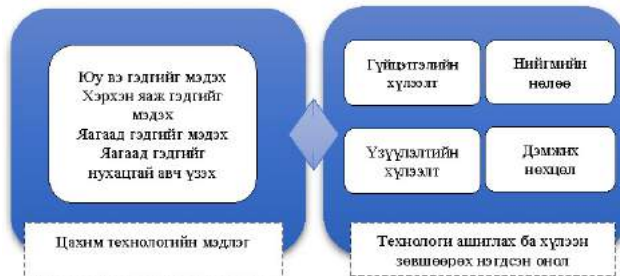 Юу вэ гэдгийг мэдэх
Хэрхэн яаж гэдгийг
мэдэх
Яагаад гэдгийг мэдэх
Яагаад гэдгийг
нухацтай авч үзэх
Цахим технологийн мэдлэг
Гүйцэтгэлийн
хүлээлт
Нийгмийн
нөлөө
Үзүүлэлтийн
хүлээлт
Дэмжих
нөхцөл
Технологи ашиглах ба хүлээн
зөвшөөрөх нэгдсэн онол